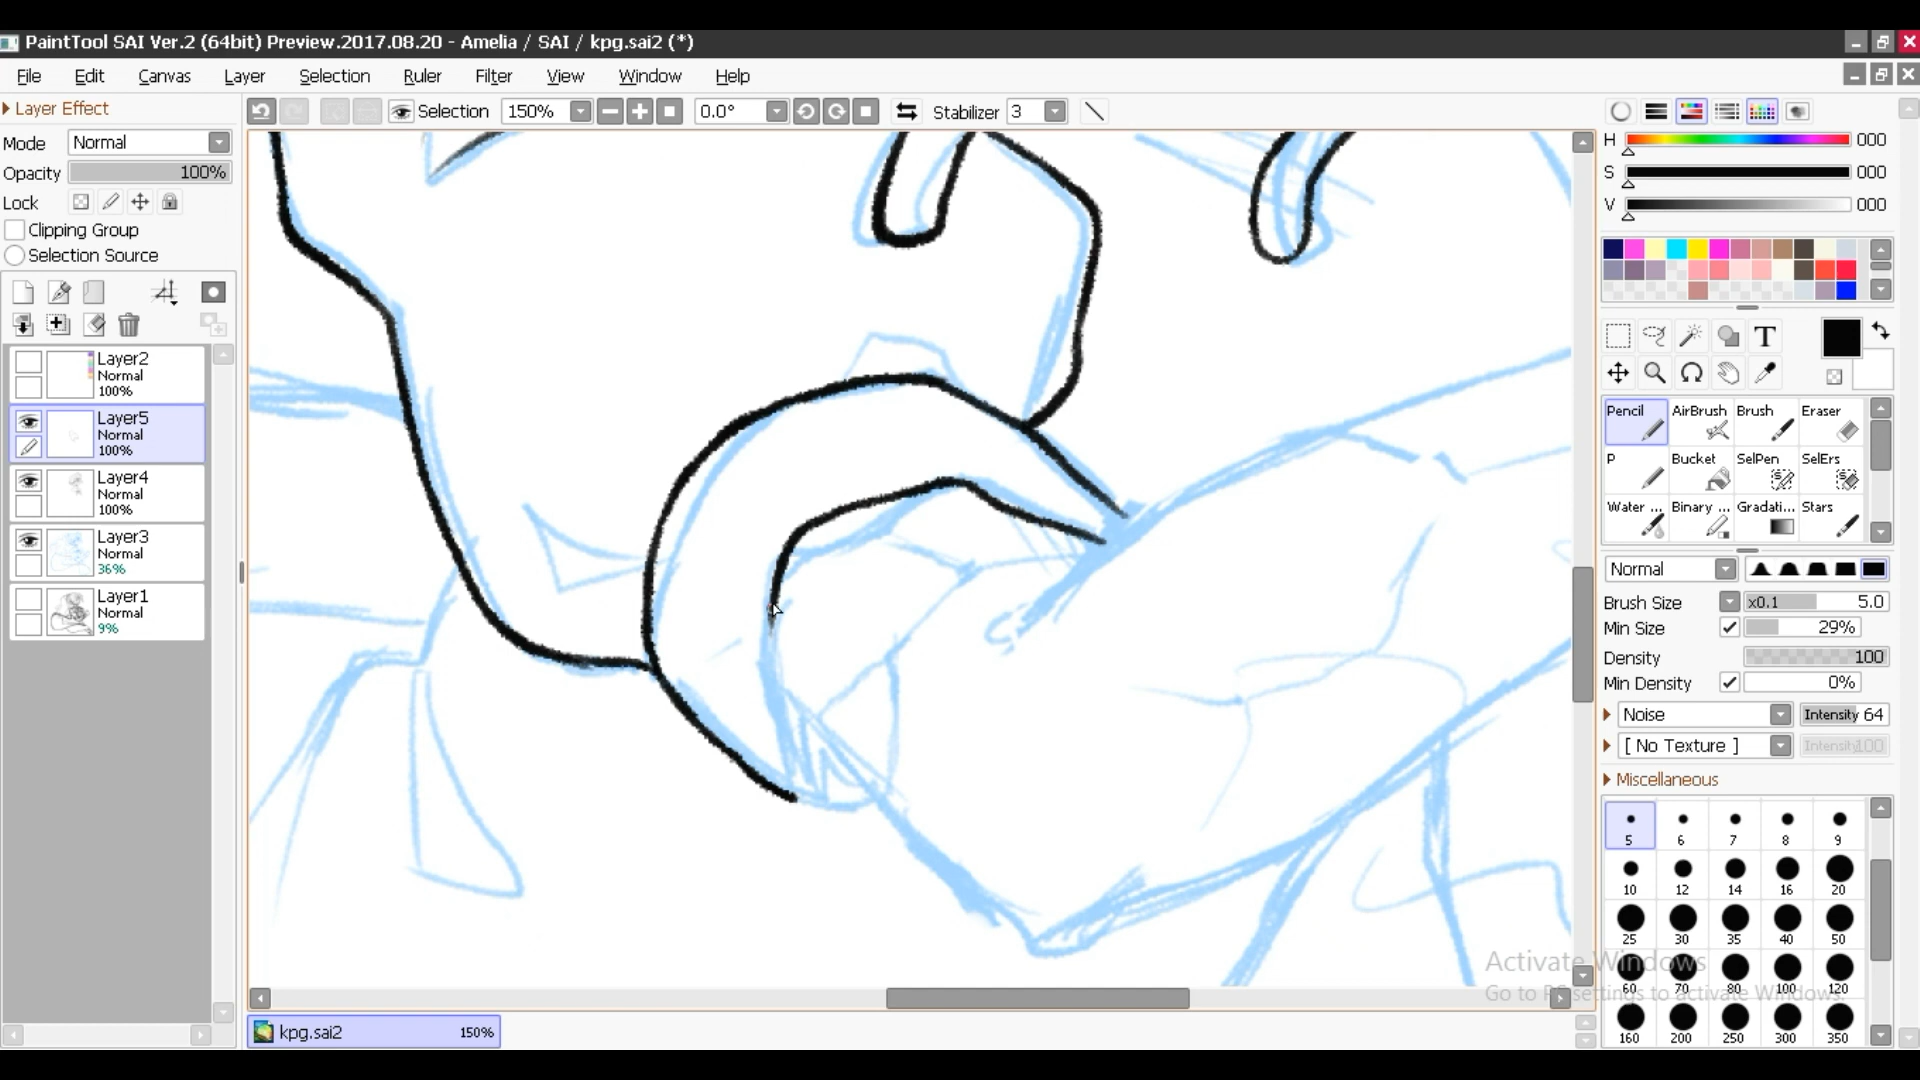 PaintTool SAI Ver.2 (64bit) Preview.2017.08.20 - Amelia / SAI / kpg.sai2 (*)
File Edit Canvas Layer Selection Ruler Filter View Window Help
Layer Effect
Selection 150% 0.0° Stabilizer 3
Mode Normal
Opacity 100%
Lock
Clipping Group
Selection Source
Layer2
Normal
100%
Layer5
Normal
100%
Layer4
Normal
100%
Layer3
Normal
36%
Layer1
Normal
9%
kpg.sai2 150%
H 000
S 000
V 000
T
Pencil AirBrush Brush Eraser
P Bucket SelPen SelErs
Water ... Binary ... Gradati... Stars
Normal
Brush Size x0.1 5.0
Min Size 29%
Density 100
Min Density 0%
Noise Intensity 64
[ No Texture ] Intensity 100
Miscellaneous
5 6 7 8 9
10 12 14 16 20
25 30 35 40 50
60 70 80 100 120
160 200 250 300 350
Activate Windows
Go to PC settings to activate Windows.